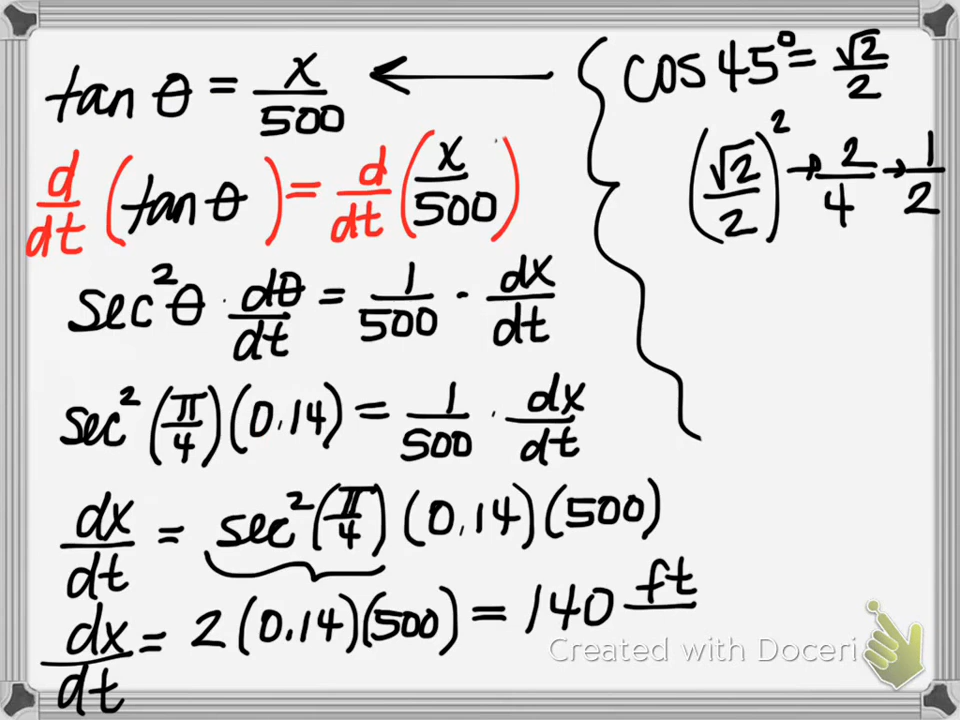 tan θ = x/500
d/dt (tan θ) = d/dt (x/500)
sec²θ · dθ/dt = 1/500 · dx/dt
sec² (π/4)(0.14) = 1/500 · dx/dt
dx/dt = sec² (π/4) (0.14)(500)
dx/dt = 2(0.14)(500) = 140 ft
cos 45° = √2/2
(√2/2)² → 2/4 → 1/2
Created with Doceri